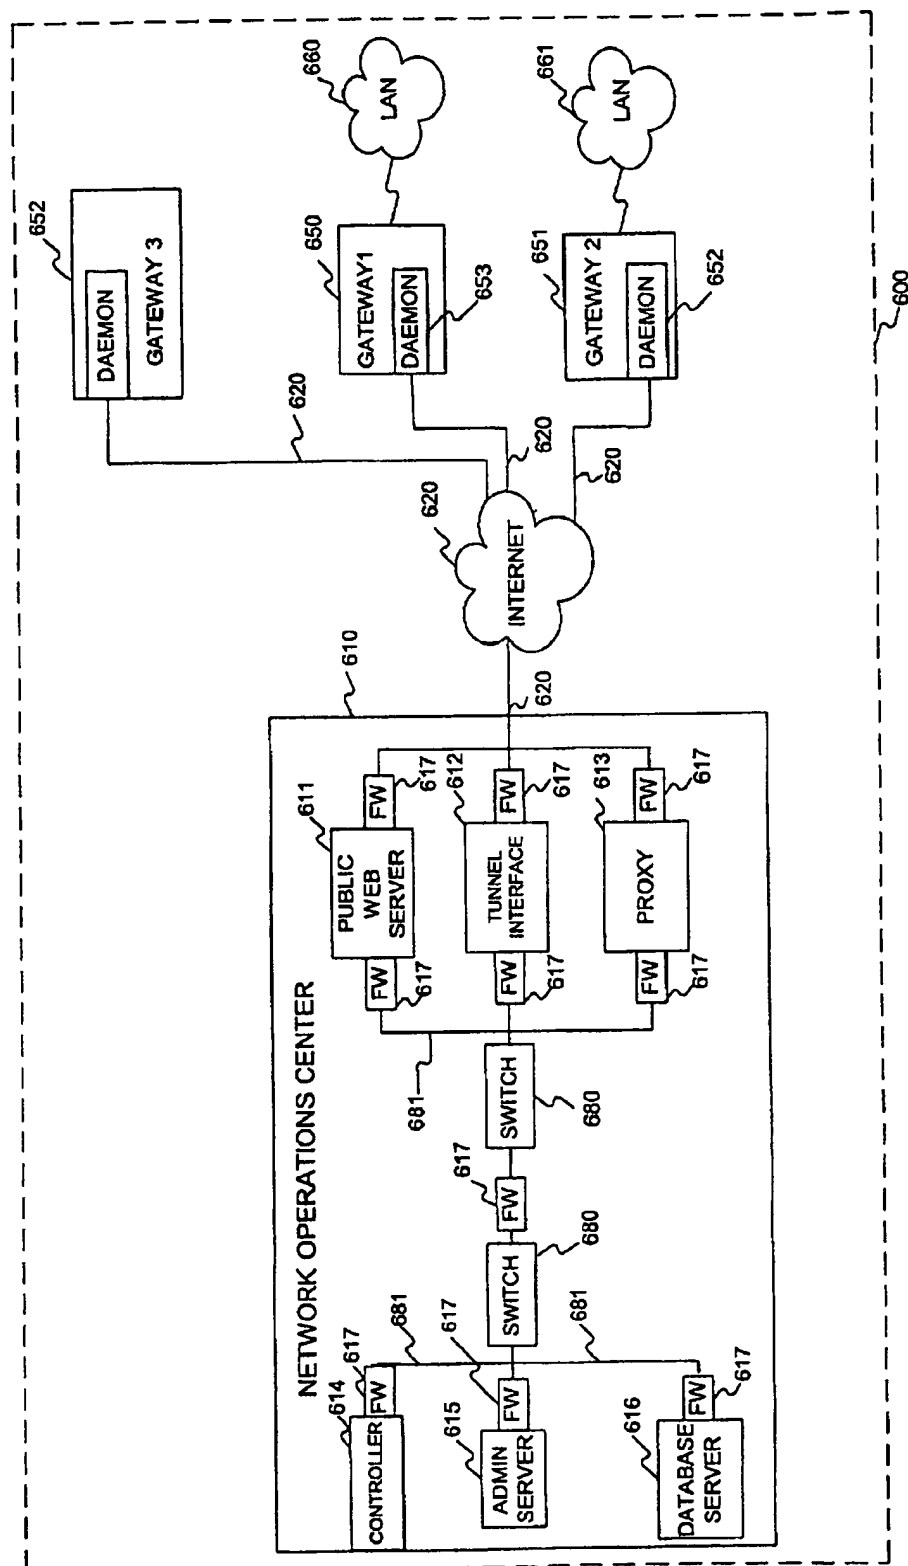 600
NETWORK OPERATIONS CENTER
610
614
617
CONTROLLER
FW
681
617
615
ADMIN
SERVER
FW
681
616
617
DATABASE
SERVER
FW
SWITCH
680
617
FW
SWITCH
680
681
611
617
FW
PUBLIC
WEB
SERVER
FW
617
612
617
FW
TUNNEL
INTERFACE
FW
617
613
617
FW
PROXY
FW
617
620
620
INTERNET
620
620
620
652
DAEMON
GATEWAY 3
650
GATEWAY1
DAEMON
653
651
GATEWAY 2
DAEMON
652
660
LAN
661
LAN